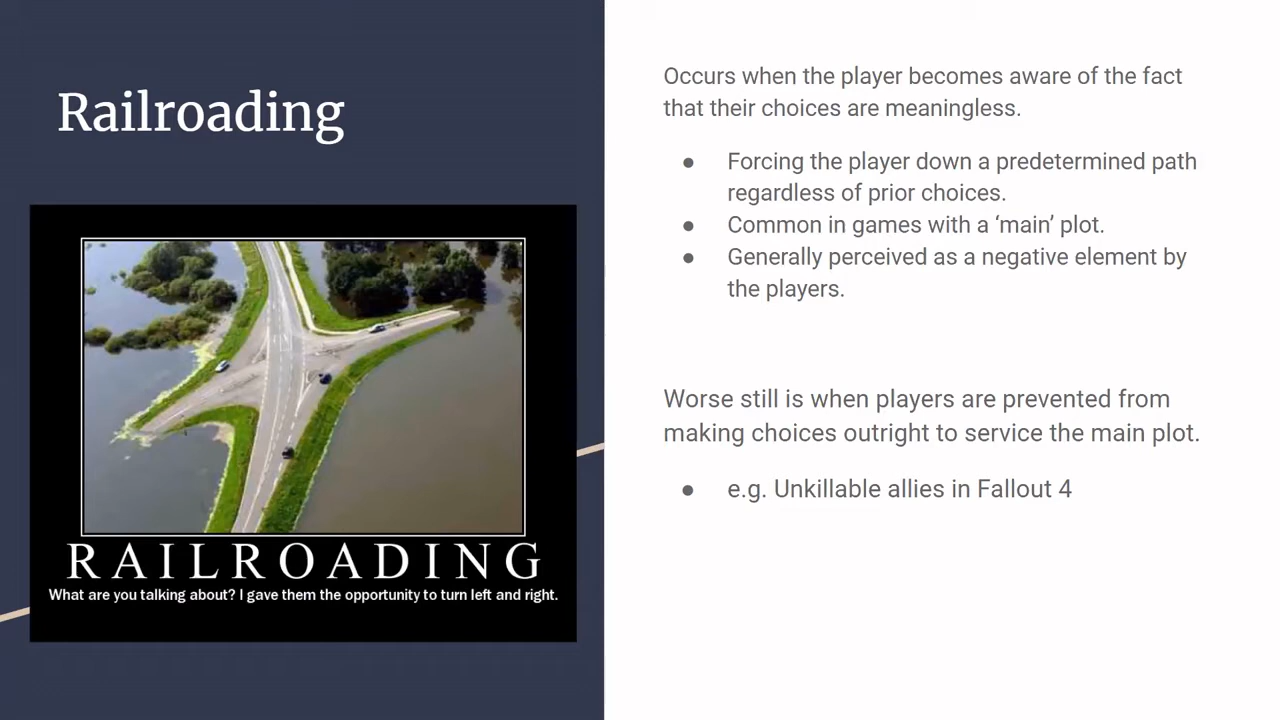 Railroading
RAILROADING
What are you talking about? I gave them the opportunity to turn left and right.
Occurs when the player becomes aware of the fact
that their choices are meaningless.
● Forcing the player down a predetermined path
regardless of prior choices.
● Common in games with a ‘main’ plot.
● Generally perceived as a negative element by
the players.
Worse still is when players are prevented from
making choices outright to service the main plot.
● e.g. Unkillable allies in Fallout 4